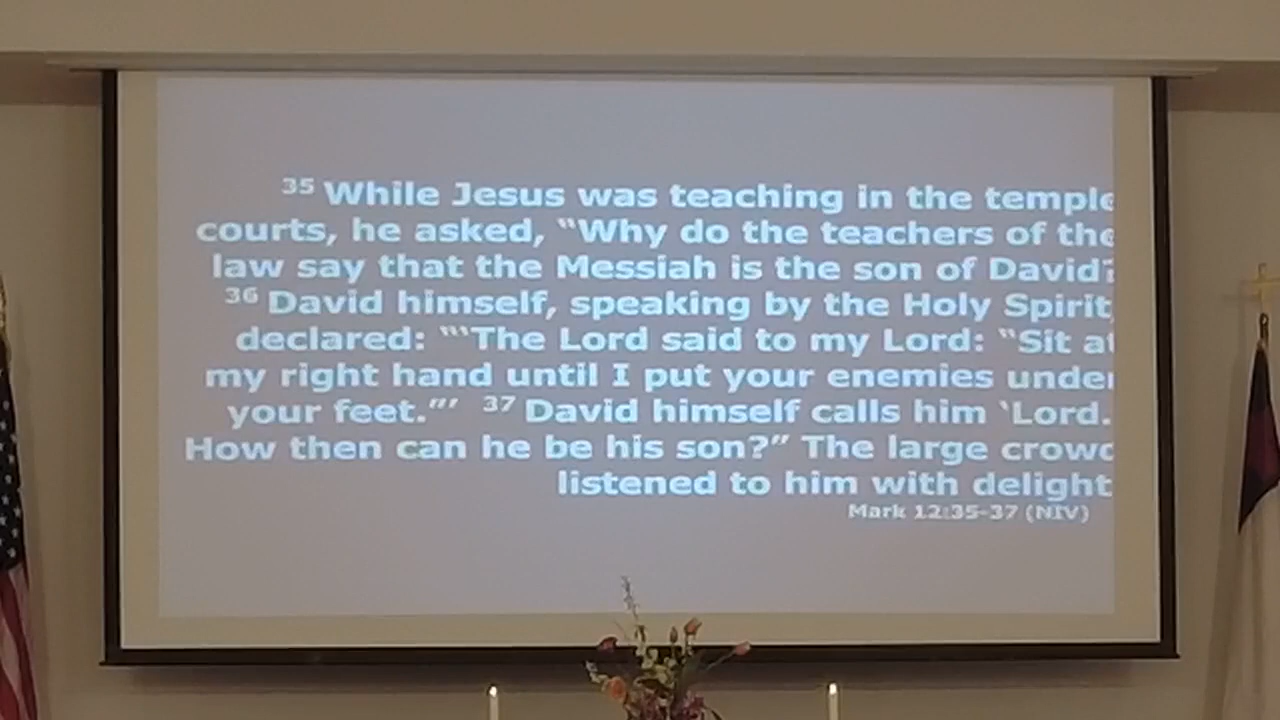 35 While Jesus was teaching in the temple
courts, he asked, “Why do the teachers of the
law say that the Messiah is the son of David?
36 David himself, speaking by the Holy Spirit,
declared: “‘The Lord said to my Lord: “Sit at
my right hand until I put your enemies under
your feet.”’ 37 David himself calls him ‘Lord.
How then can he be his son?” The large crowd
listened to him with delight
Mark 12:35-37 (NIV)